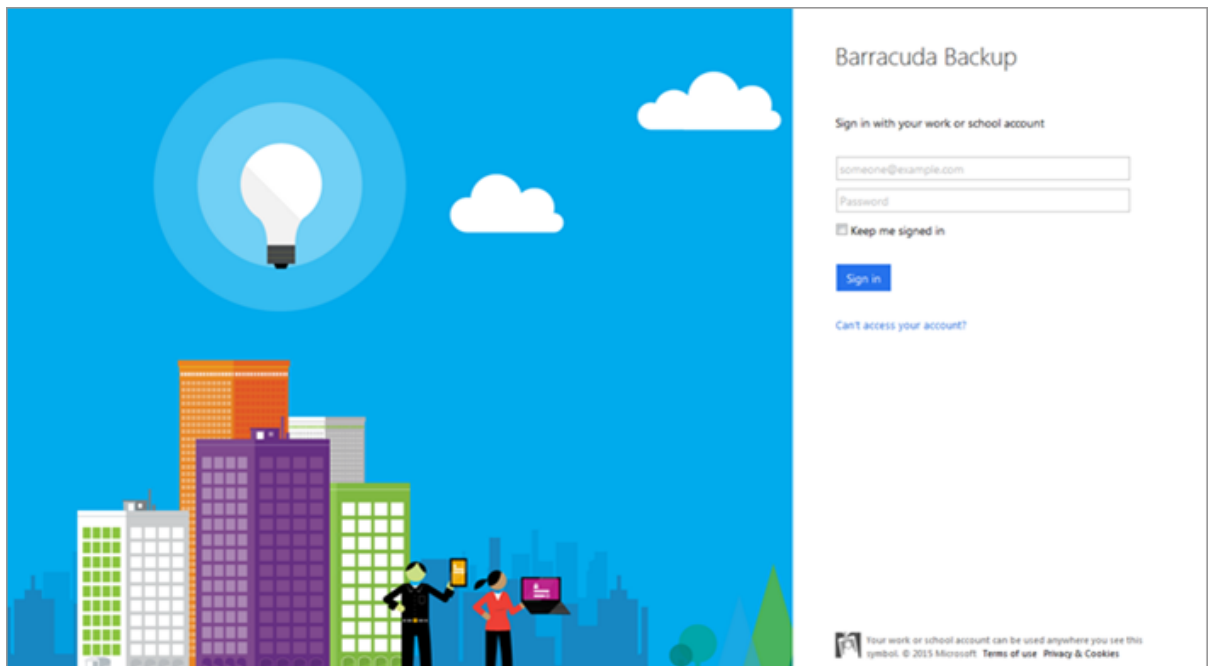 Barracuda Backup
Sign in with your work or school account
someone@example.com
Password
Keep me signed in
Sign in
Can't access your account?
Your work or school account can be used anywhere you see this
symbol. © 2015 Microsoft Terms of use Privacy & Cookies